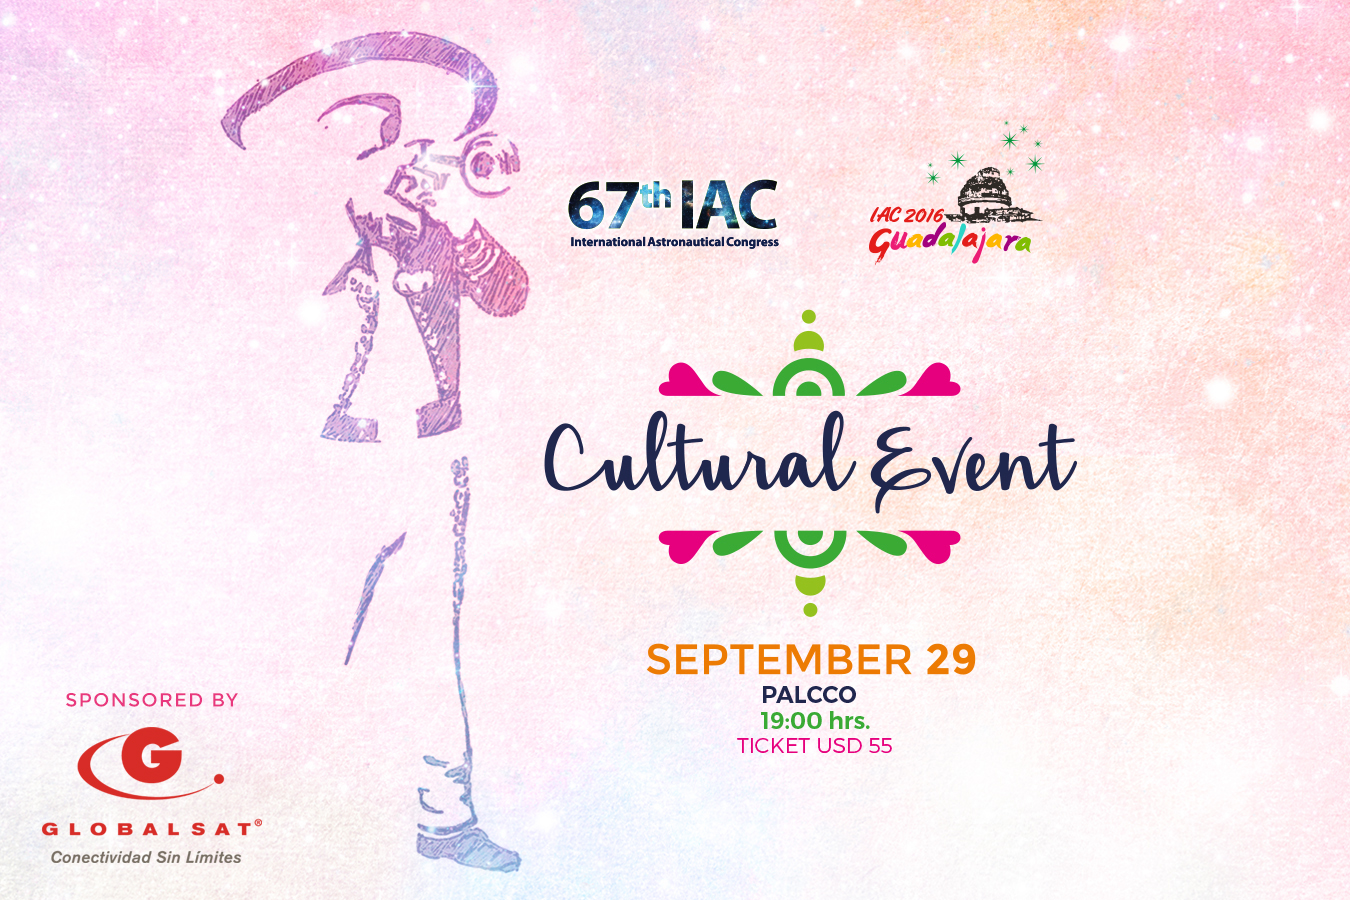 67th IAC
International Astronautical Congress
IAC 2016
Guadalajara
Cultural Event
SEPTEMBER 29
PALCCO
19:00 hrs.
TICKET USD 55
SPONSORED BY
G
GLOBALSAT®
Conectividad Sin Límites